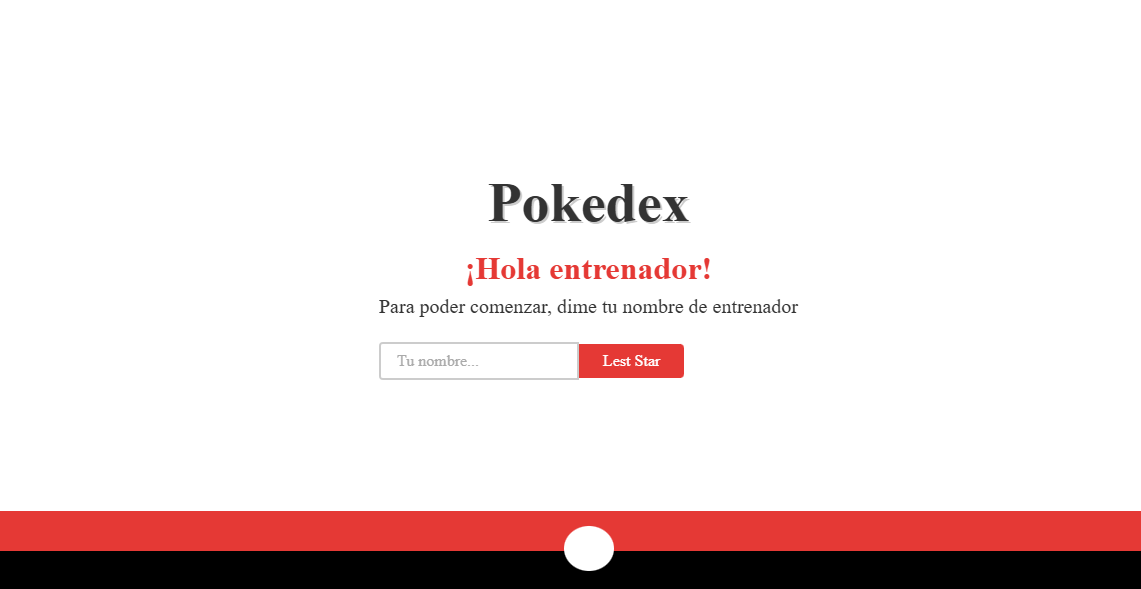 Pokedex
¡Hola entrenador!
Para poder comenzar, dime tu nombre de entrenador
Tu nombre...
Lest Star